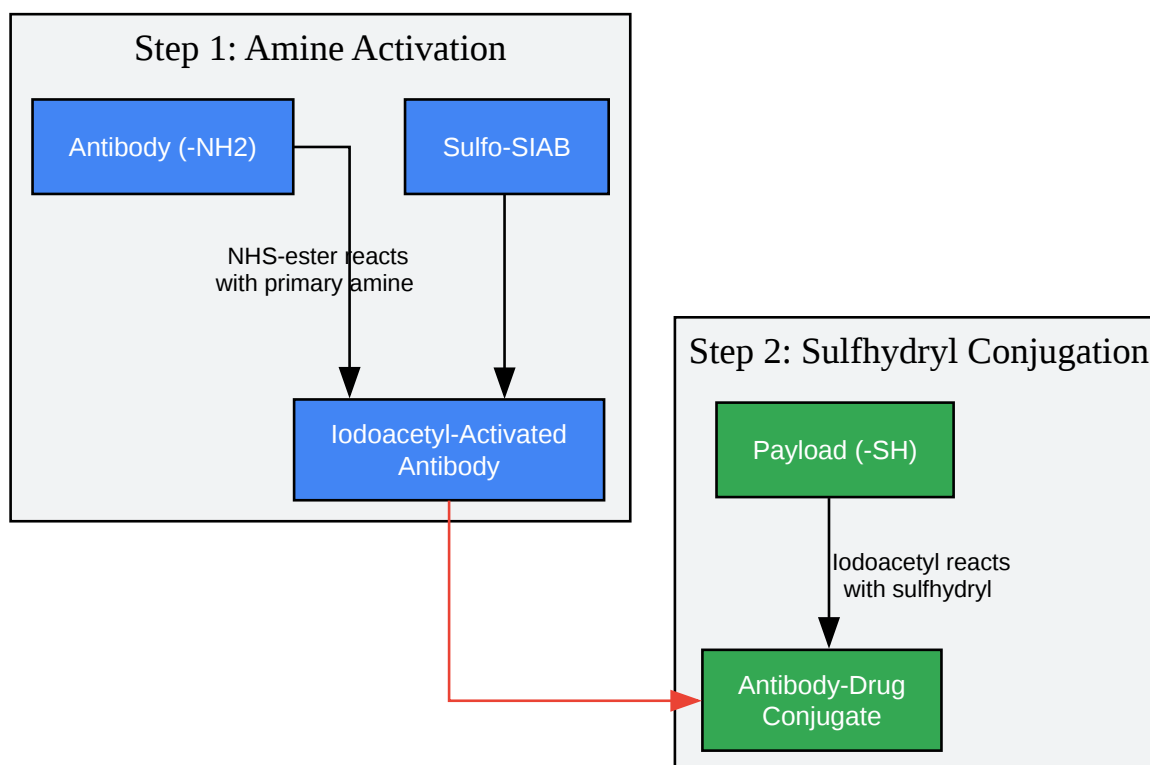 Step 1: Amine Activation
Antibody (-NH2)
Sulfo-SIAB
NHS-ester reacts
with primary amine
Iodoacetyl-Activated
Antibody
Step 2: Sulfhydryl Conjugation
Payload (-SH)
Iodoacetyl reacts
with sulfhydryl
Antibody-Drug
Conjugate